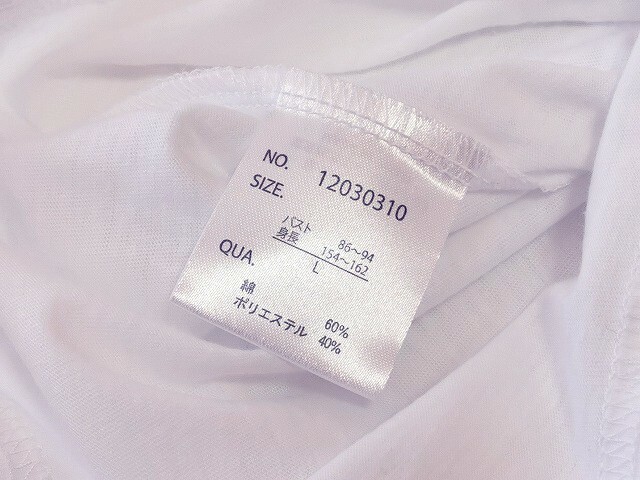 NO. 12030310
SIZE.
バスト 86〜94
身長 154〜162
L
QUA.
綿 60%
ポリエステル 40%